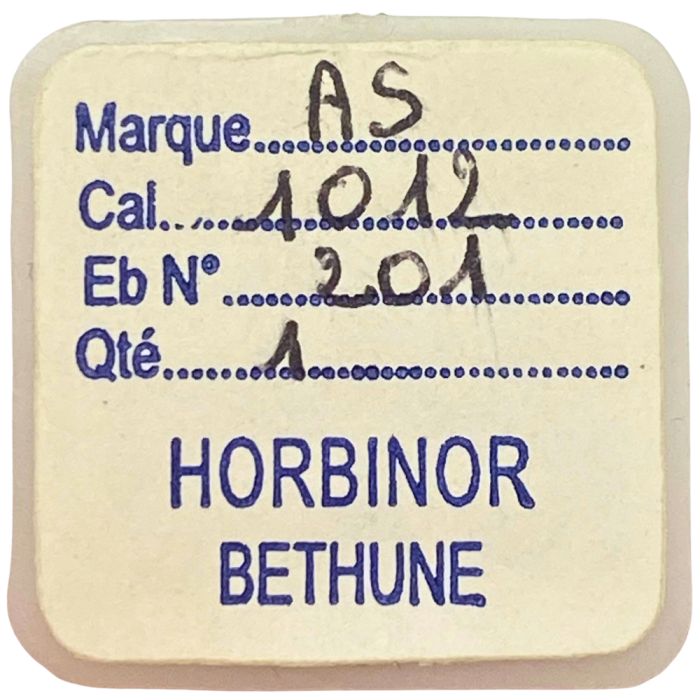 Marque AS
Cal. 1012
Eb N° 201
Qté 1
HORBINOR
BETHUNE